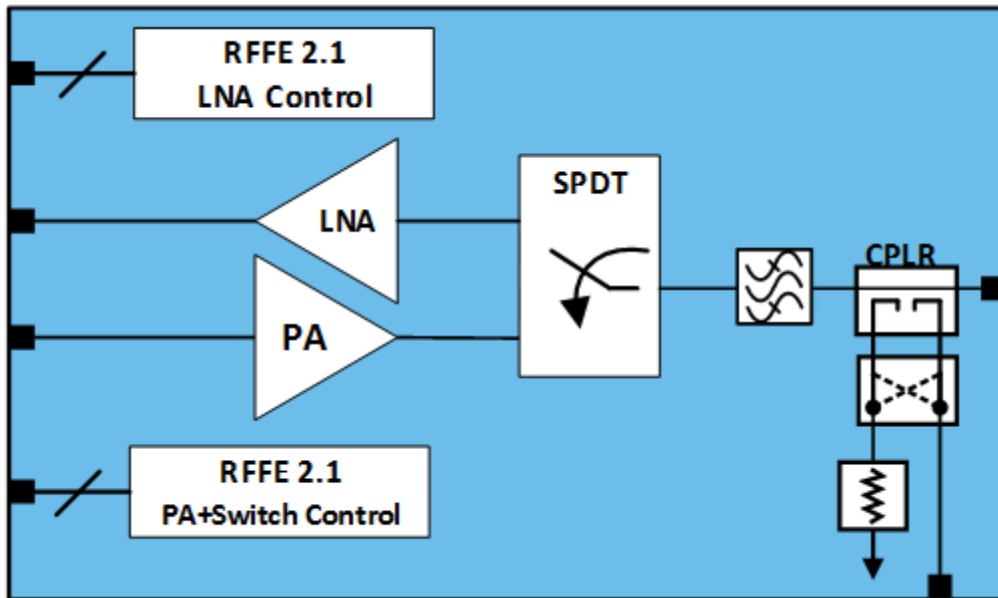 RFFE 2.1
LNA Control
LNA
SPDT
CPLR
PA
RFFE 2.1
PA+Switch Control